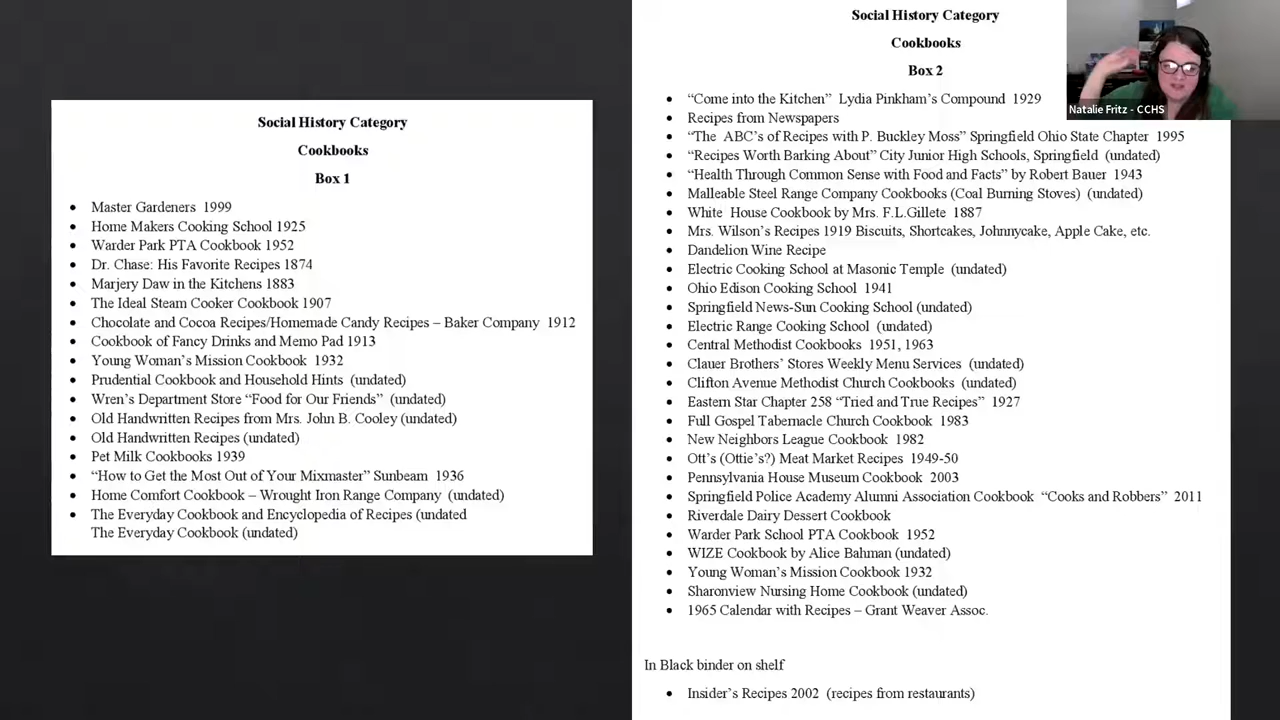 Social History Category
Cookbooks
Box 1
• Master Gardeners 1999
• Home Makers Cooking School 1925
• Warder Park PTA Cookbook 1952
• Dr. Chase: His Favorite Recipes 1874
• Marjery Daw in the Kitchens 1883
• The Ideal Steam Cooker Cookbook 1907
• Chocolate and Cocoa Recipes/Homemade Candy Recipes – Baker Company 1912
• Cookbook of Fancy Drinks and Memo Pad 1913
• Young Woman's Mission Cookbook 1932
• Prudential Cookbook and Household Hints (undated)
• Wren's Department Store “Food for Our Friends” (undated)
• Old Handwritten Recipes from Mrs. John B. Cooley (undated)
• Old Handwritten Recipes (undated)
• Pet Milk Cookbooks 1939
• “How to Get the Most Out of Your Mixmaster” Sunbeam 1936
• Home Comfort Cookbook – Wrought Iron Range Company (undated)
• The Everyday Cookbook and Encyclopedia of Recipes (undated
The Everyday Cookbook (undated)
Social History Category
Cookbooks
Box 2
• “Come into the Kitchen” Lydia Pinkham's Compound 1929
• Recipes from Newspapers
• “The ABC's of Recipes with P. Buckley Moss” Springfield Ohio State Chapter 1995
• “Recipes Worth Barking About” City Junior High Schools, Springfield (undated)
• “Health Through Common Sense with Food and Facts” by Robert Bauer 1943
• Malleable Steel Range Company Cookbooks (Coal Burning Stoves) (undated)
• White House Cookbook by Mrs. F.L.Gillete 1887
• Mrs. Wilson's Recipes 1919 Biscuits, Shortcakes, Johnnycake, Apple Cake, etc.
• Dandelion Wine Recipe
• Electric Cooking School at Masonic Temple (undated)
• Ohio Edison Cooking School 1941
• Springfield News-Sun Cooking School (undated)
• Electric Range Cooking School (undated)
• Central Methodist Cookbooks 1951, 1963
• Clauer Brothers' Stores Weekly Menu Services (undated)
• Clifton Avenue Methodist Church Cookbooks (undated)
• Eastern Star Chapter 258 “Tried and True Recipes” 1927
• Full Gospel Tabernacle Church Cookbook 1983
• New Neighbors League Cookbook 1982
• Ott's (Ottie's?) Meat Market Recipes 1949-50
• Pennsylvania House Museum Cookbook 2003
• Springfield Police Academy Alumni Association Cookbook “Cooks and Robbers” 2011
• Riverdale Dairy Dessert Cookbook
• Warder Park School PTA Cookbook 1952
• WIZE Cookbook by Alice Bahman (undated)
• Young Woman's Mission Cookbook 1932
• Sharonview Nursing Home Cookbook (undated)
• 1965 Calendar with Recipes – Grant Weaver Assoc.
In Black binder on shelf
• Insider's Recipes 2002 (recipes from restaurants)
Natalie Fritz - CCHS